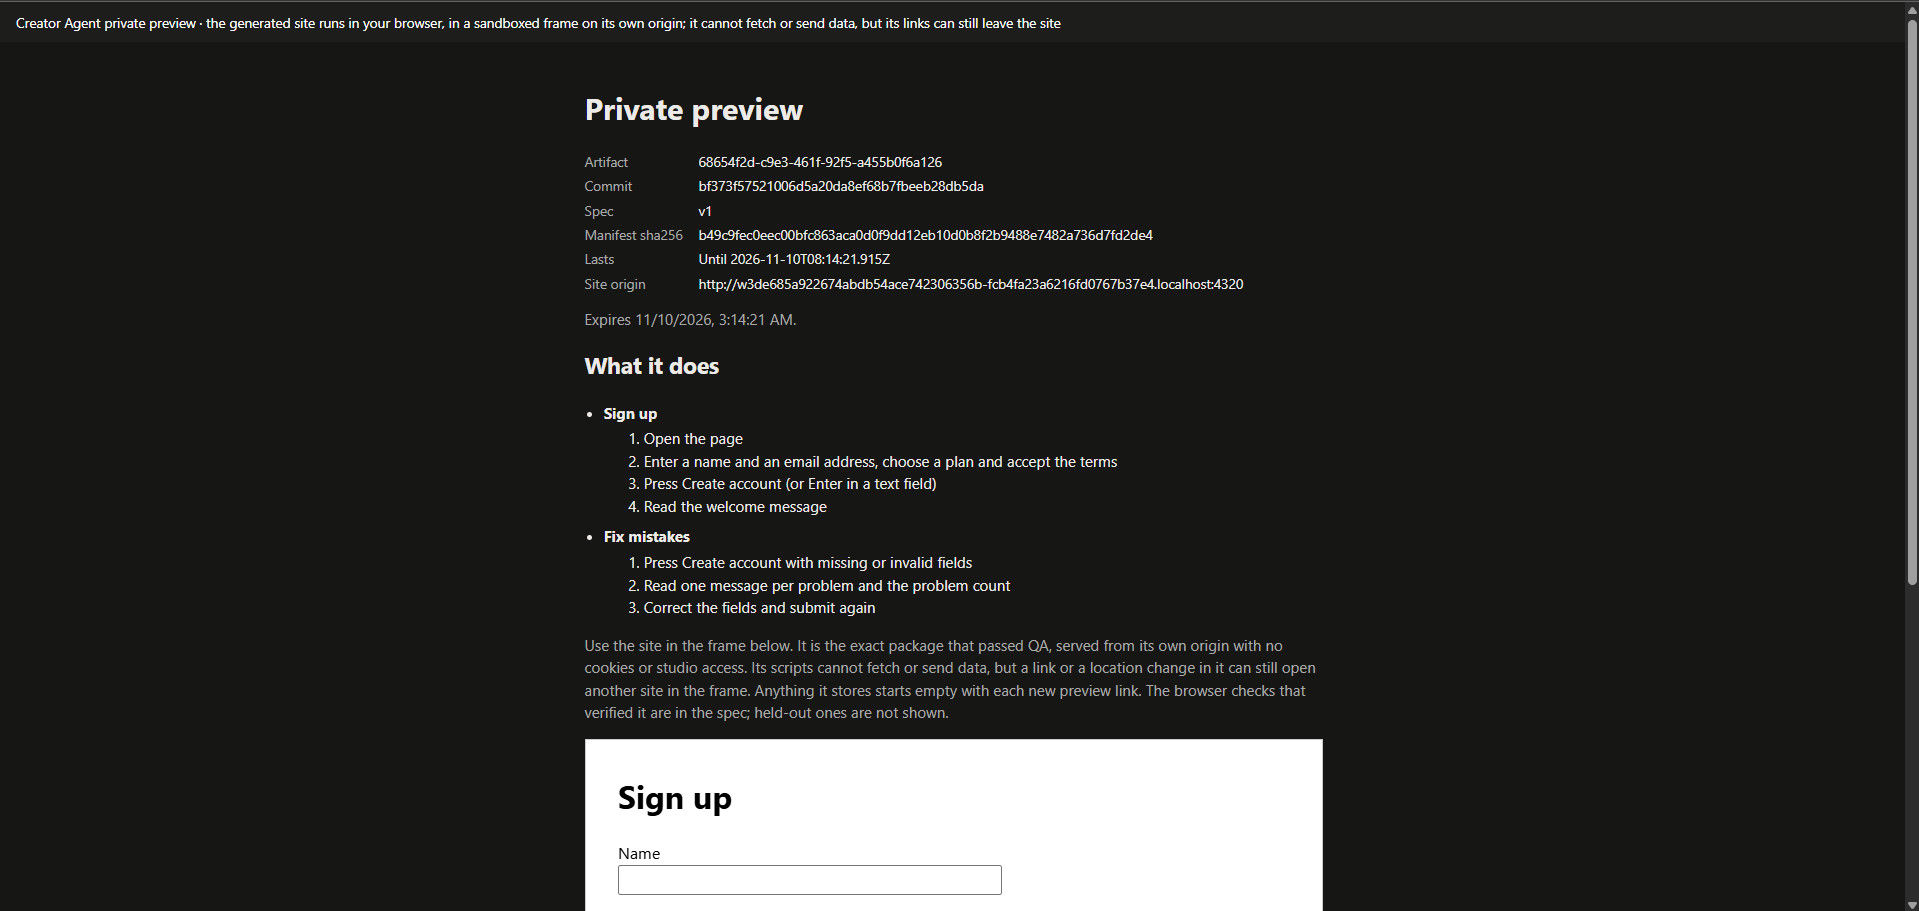 Creator Agent private preview · the generated site runs in your browser, in a sandboxed frame on its own origin; it cannot fetch or send data, but its links can still leave the site
Private preview
Artifact 68654f2d-c9e3-461f-92f5-a455b0f6a126
Commit bf373f57521006d5a20da8ef68b7fbeeb28db5da
Spec v1
Manifest sha256 b49c9fec0eec00bfc863aca0d0f9dd12eb10d0b8f2b9488e7482a736d7fd2de4
Lasts Until 2026-11-10T08:14:21.915Z
Site origin http://w3de685a922674abdb54ace742306356b-fcb4fa23a6216fd0767b37e4.localhost:4320
Expires 11/10/2026, 3:14:21 AM.
What it does
• Sign up
1. Open the page
2. Enter a name and an email address, choose a plan and accept the terms
3. Press Create account (or Enter in a text field)
4. Read the welcome message
• Fix mistakes
1. Press Create account with missing or invalid fields
2. Read one message per problem and the problem count
3. Correct the fields and submit again
Use the site in the frame below. It is the exact package that passed QA, served from its own origin with no
cookies or studio access. Its scripts cannot fetch or send data, but a link or a location change in it can still open
another site in the frame. Anything it stores starts empty with each new preview link. The browser checks that
verified it are in the spec; held-out ones are not shown.
Sign up
Name